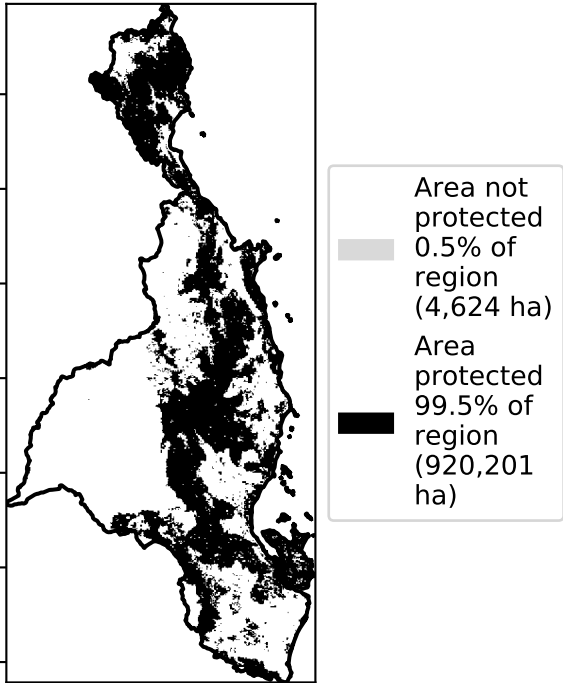 Area not
protected
0.5% of
region
(4,624 ha)
Area
protected
99.5% of
region
(920,201
ha)